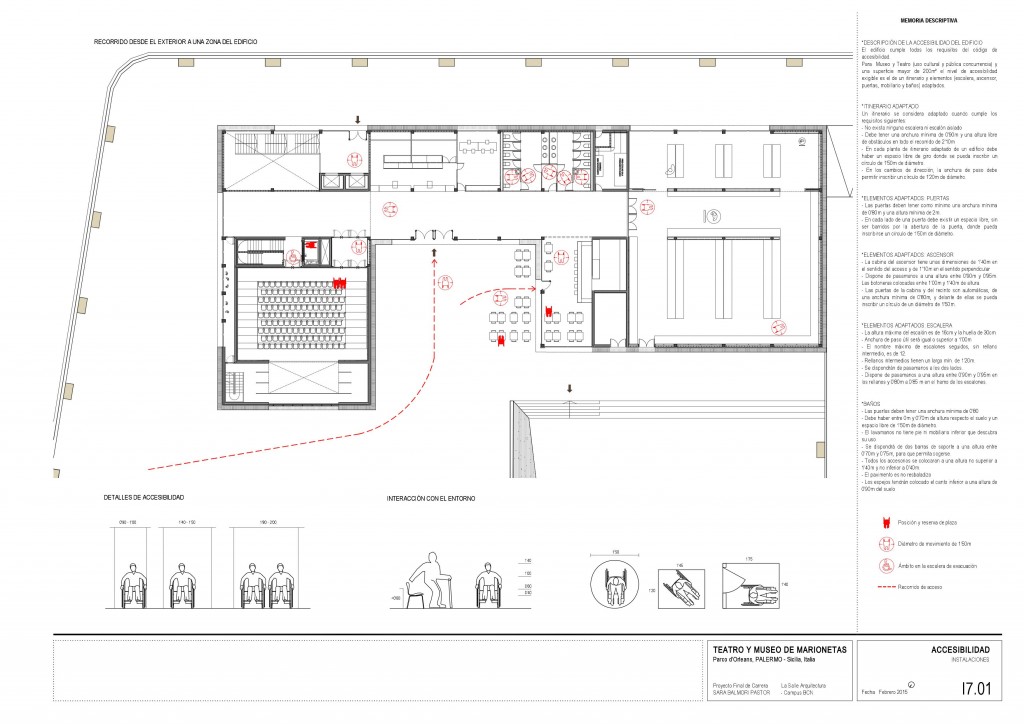 RECORRIDO DESDE EL EXTERIOR A UNA ZONA DEL EDIFICIO
MEMORIA DESCRIPTIVA
*DESCRIPCIÓN DE LA ACCESIBILIDAD DEL EDIFICIO
El edificio cumple todos los requisitos del código de
accesibilidad.
Para Museo y Teatro (uso cultural y pública concurrencia) y
una superficie mayor de 200m² el nivel de accesibilidad
exigible es el de un itinerario y elementos (escalera, ascensor,
puertas, mobiliario y baños) adaptados.
*ITINERARIO ADAPTADO
Un itinerario se considera adaptado cuando cumple los
requisitos siguientes:
- No exista ninguna escalera ni escalón aislado
- Debe tener una anchura mínima de 0'90m y una altura libre
de obstáculos en todo el recorrido de 2'10m
- En cada planta de itinerario adaptado de un edificio debe
haber un espacio libre de giro donde se pueda inscribir un
círculo de 1'50m de diámetro.
- En los cambios de dirección, la anchura de paso debe
permitir inscribir un círculo de 1'20m de diámetro.
*ELEMENTOS ADAPTADOS: PUERTAS
- Las puertas deben tener como mínimo una anchura mínima
de 0'80m y una altura mínima de 2m.
- En cada lado de una puerta debe existir un espacio libre, sin
ser barridos por la abertura de la puerta, donde pueda
inscribirse un círculo de 1'50m de diámetro.
*ELEMENTOS ADAPTADOS: ASCENSOR
- La cabina del ascensor tiene unas dimensiones de 1'40m en
el sentido del acceso y de 1'10m en el sentido perpendicular
- Dispone de pasamanos a una altura entre 0'90m y 0'95m.
Las botoneras colocadas entre 1'00m y 1'40m de altura
- Las puertas de la cabina y del recinto son automáticas, de
una anchura mínima de 0'80m, y delante de ellas se pueda
inscribir un círculo de un diámetro de 1'50m.
*ELEMENTOS ADAPTADOS: ESCALERA
- La altura máxima del escalón es de 16cm y la huella de 30cm.
- Anchura de paso útil será igual o superior a 1'00m
- El nombre máximo de escalones seguidos, sin rellano
intermedio, es de 12.
- Rellanos intermedios tienen un larga mín. de 1'20m.
- Se dispondrán de pasamanos a los dos lados.
- Dispone de pasamanos a una altura entre 0'90m y 0'95m en
los rellanos y 0'80m a 0'85 m en el tramo de los escalones.
*BAÑOS
- Las puertas deben tener una anchura mínima de 0'80
- Debe haber entre 0m y 0'70m de altura respecto el suelo y un
espacio libre de 1'50m de diámetro
- El lavamanos no tiene pie ni mobiliario inferior que descubra
su uso
- Se dispondrá de dos barras de soporte a una altura entre
0'70m y 0'75m, para que permita cogerse
- Todos los accesorios se colocaran a una altura no superior a
1'40m y no inferior a 0'40m
- El pavimento es no resbaladizo
- Los espejos tendrán colocado el canto inferior a una altura de
0'90m del suelo.
Posición y reserva de plaza
Diámetro de movimiento de 1'50m
Ámbito en la escalera de evacuación
Recorrido de acceso
DETALLES DE ACCESIBILIDAD
INTERACCIÓN CON EL ENTORNO
TEATRO Y MUSEO DE MARIONETAS
Parco d'Orleans, PALERMO - Sicilia, Italia
Proyecto Final de Carrera La Salle Arquitectura
SARA BALMORI PASTOR - Campus BCN
ACCESIBILIDAD
INSTALACIONES
Fecha Febrero 2015
I7.01